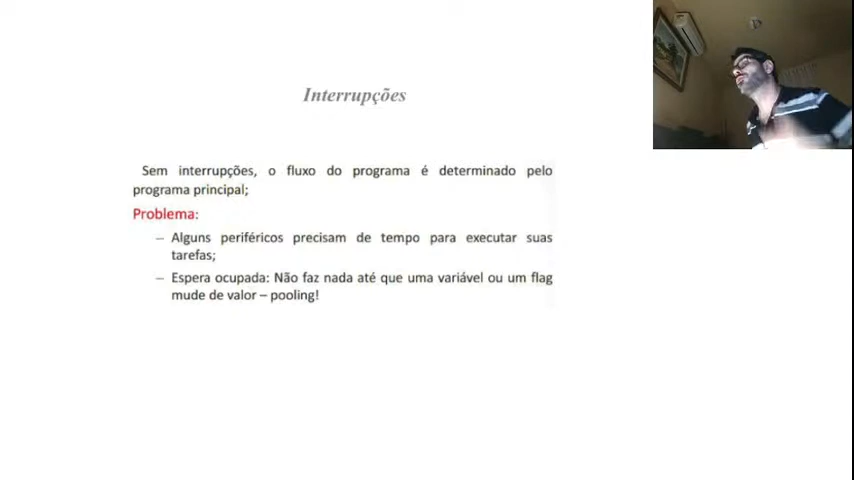 Interrupções
Sem interrupções, o fluxo do programa é determinado pelo
programa principal;
Problema:
– Alguns periféricos precisam de tempo para executar suas
tarefas;
– Espera ocupada: Não faz nada até que uma variável ou um flag
mude de valor – pooling!